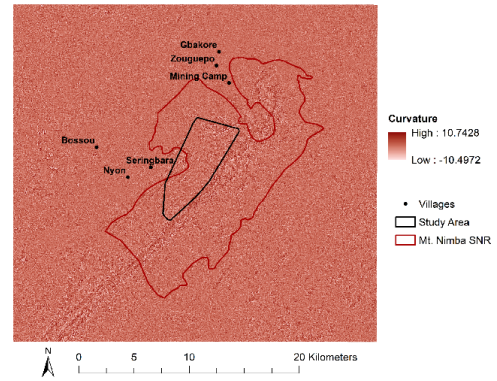 Gbakore
Zouguepo
Mining Camp
Bossou
Seringbara
Nyon
Curvature
High : 10.7428
Low : -10.4972
Villages
Study Area
Mt. Nimba SNR
N
0 5 10 20 Kilometers